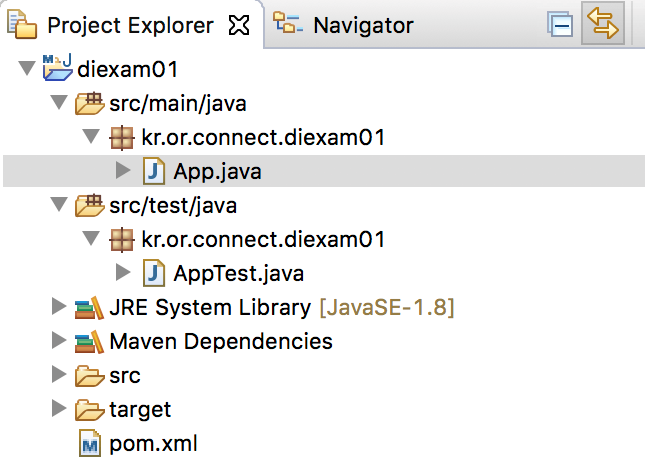 Project Explorer Navigator
diexam01
src/main/java
kr.or.connect.diexam01
App.java
src/test/java
kr.or.connect.diexam01
AppTest.java
JRE System Library [JavaSE-1.8]
Maven Dependencies
src
target
pom.xml